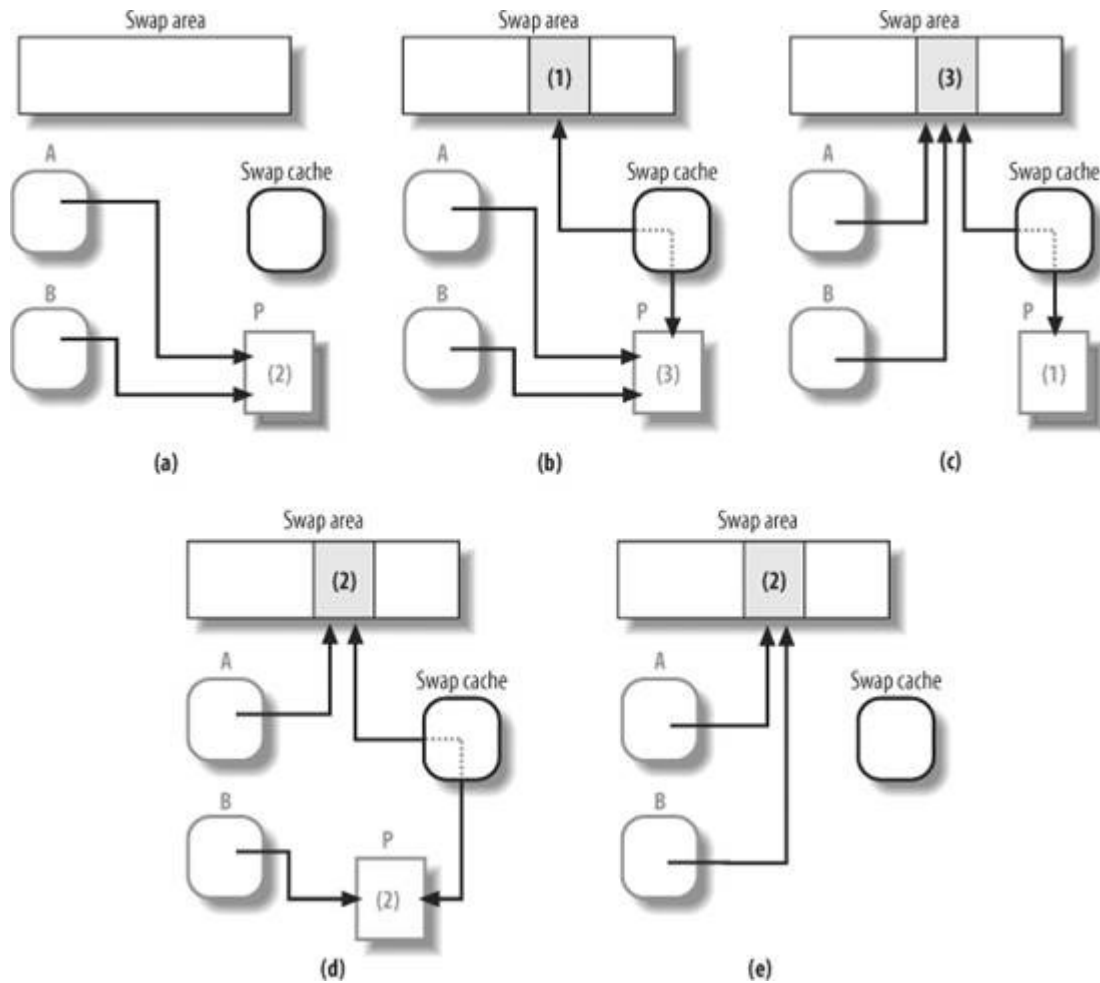 Swap area
A
Swap cache
B
P
(2)
(a)
Swap area
(1)
A
Swap cache
B
P
(3)
(b)
Swap area
(3)
A
Swap cache
B
P
(1)
(c)
Swap area
(2)
A
Swap cache
B
P
(2)
(d)
Swap area
(2)
A
Swap cache
B
(e)